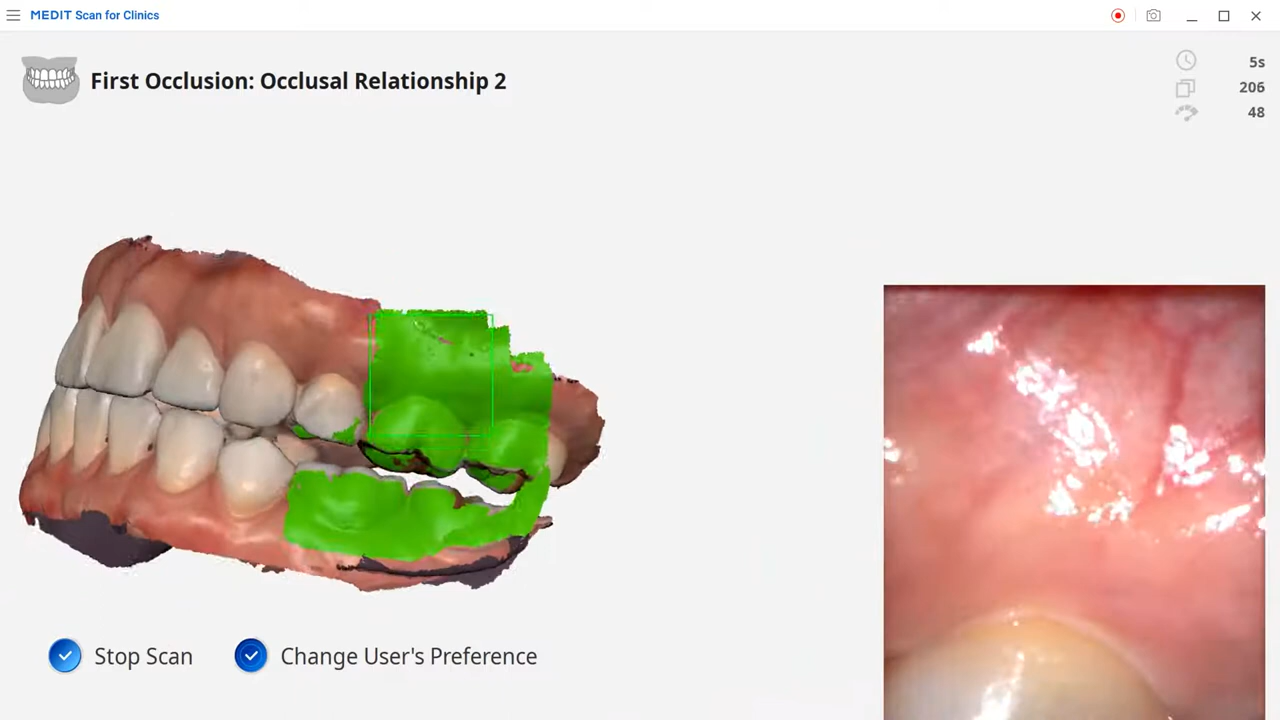 MEDIT Scan for Clinics
First Occlusion: Occlusal Relationship 2
5s
206
48
Stop Scan
Change User's Preference